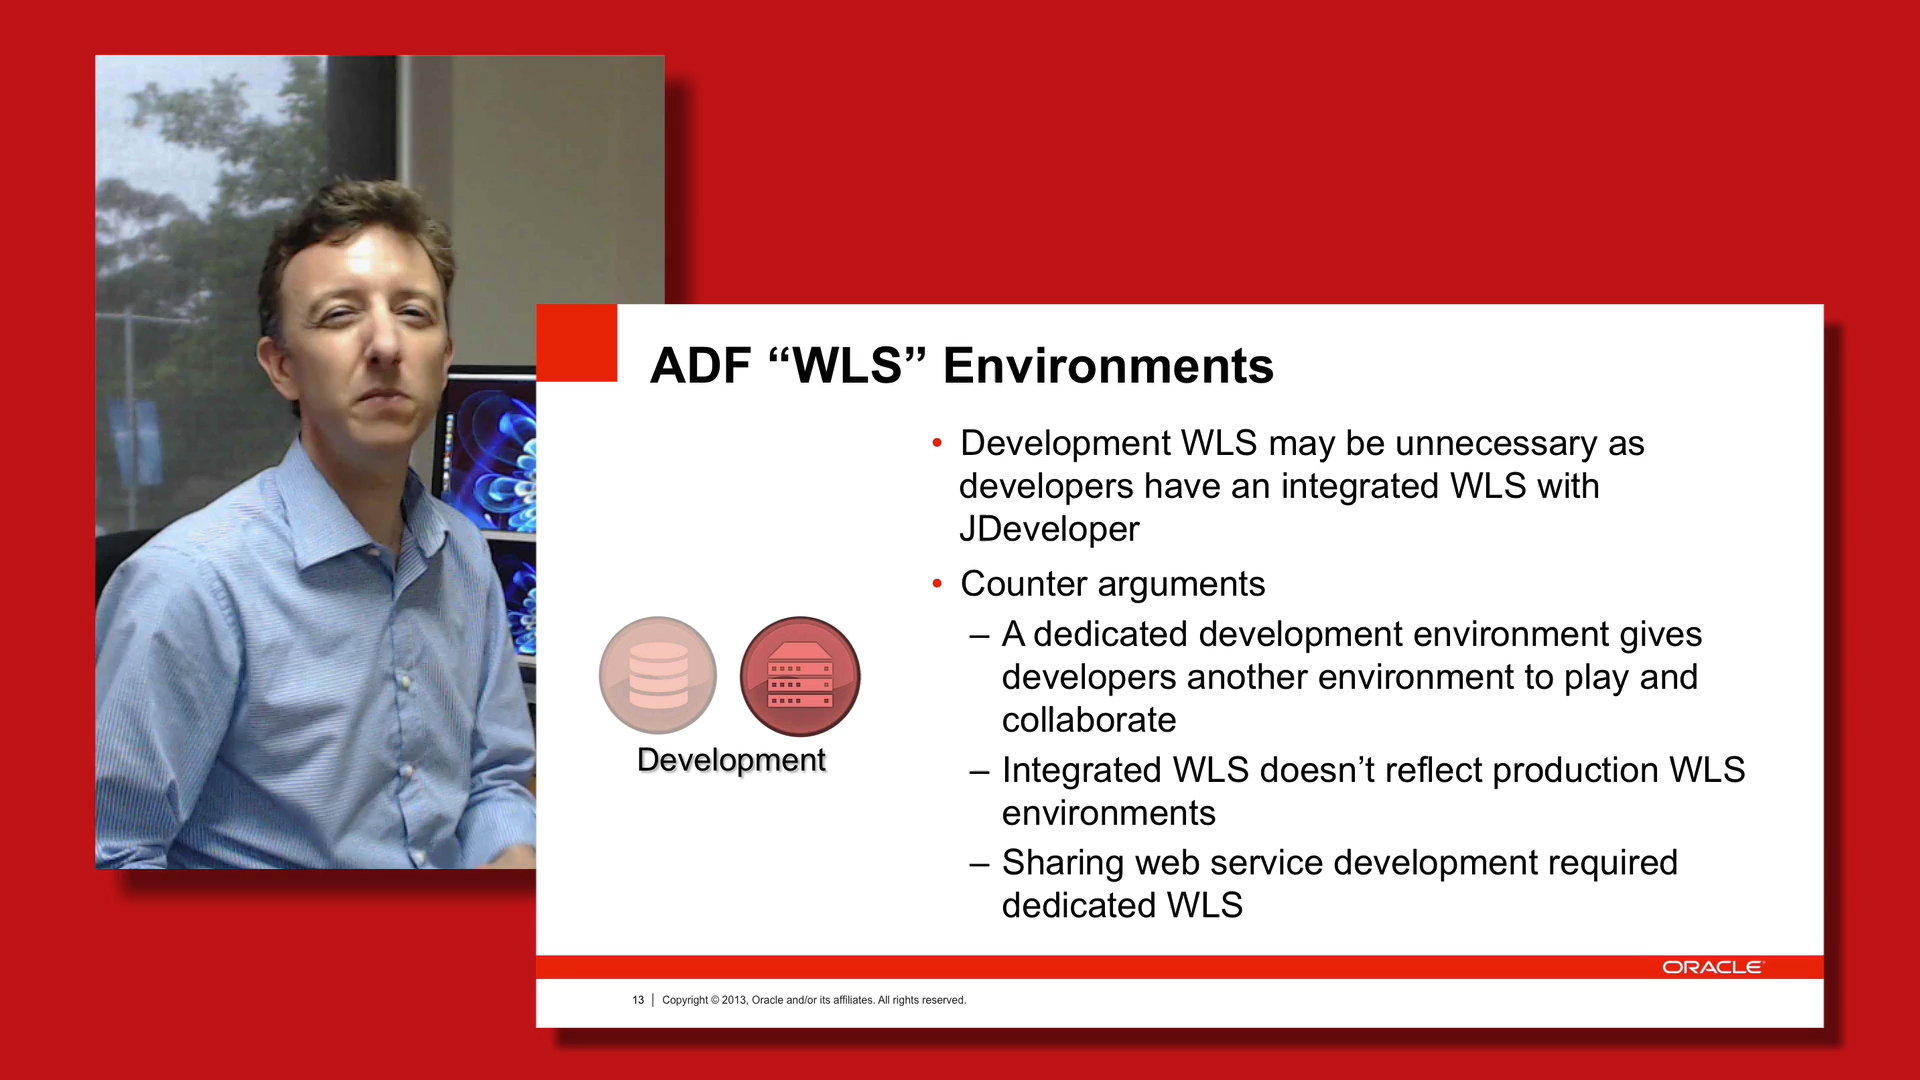 ADF “WLS” Environments
• Development WLS may be unnecessary as
developers have an integrated WLS with
JDeveloper
• Counter arguments
– A dedicated development environment gives
developers another environment to play and
collaborate
– Integrated WLS doesn’t reflect production WLS
environments
– Sharing web service development required
dedicated WLS
Development
ORACLE
13 | Copyright © 2013, Oracle and/or its affiliates. All rights reserved.